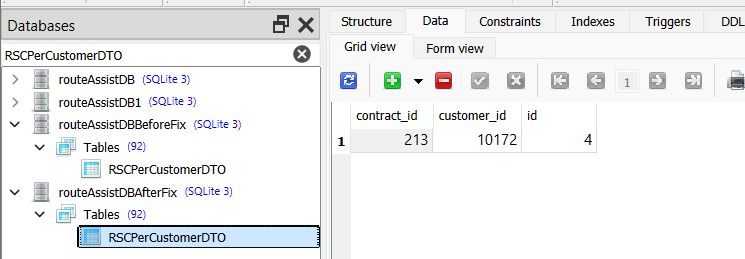 Databases
RSCPerCustomerDTO
routeAssistDB (SQLite 3)
routeAssistDB1 (SQLite 3)
routeAssistDBBeforeFix (SQLite 3)
Tables (92)
RSCPerCustomerDTO
routeAssistDBAfterFix (SQLite 3)
Tables (92)
RSCPerCustomerDTO
Structure Data Constraints Indexes Triggers DDL
Grid view Form view
1
contract_id customer_id id
1 213 10172 4